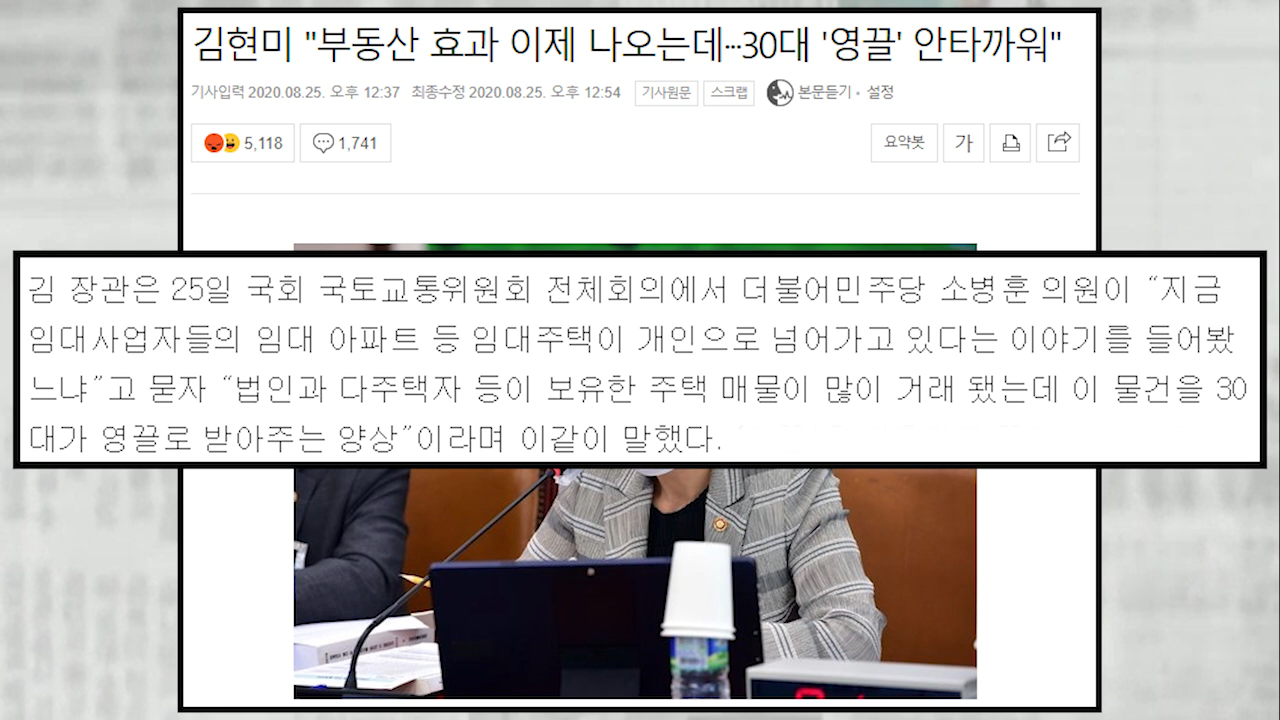 김현미 "부동산 효과 이제 나오는데…30대 '영끌' 안타까워"
기사입력 2020.08.25. 오후 12:37 최종수정 2020.08.25. 오후 12:54 기사원문 스크랩 본문듣기 · 설정
5,118 1,741 요약봇 가
김 장관은 25일 국회 국토교통위원회 전체회의에서 더불어민주당 소병훈 의원이 “지금
임대사업자들의 임대 아파트 등 임대주택이 개인으로 넘어가고 있다는 이야기를 들어봤
느냐”고 묻자 “법인과 다주택자 등이 보유한 주택 매물이 많이 거래 됐는데 이 물건을 30
대가 영끌로 받아주는 양상”이라며 이같이 말했다.